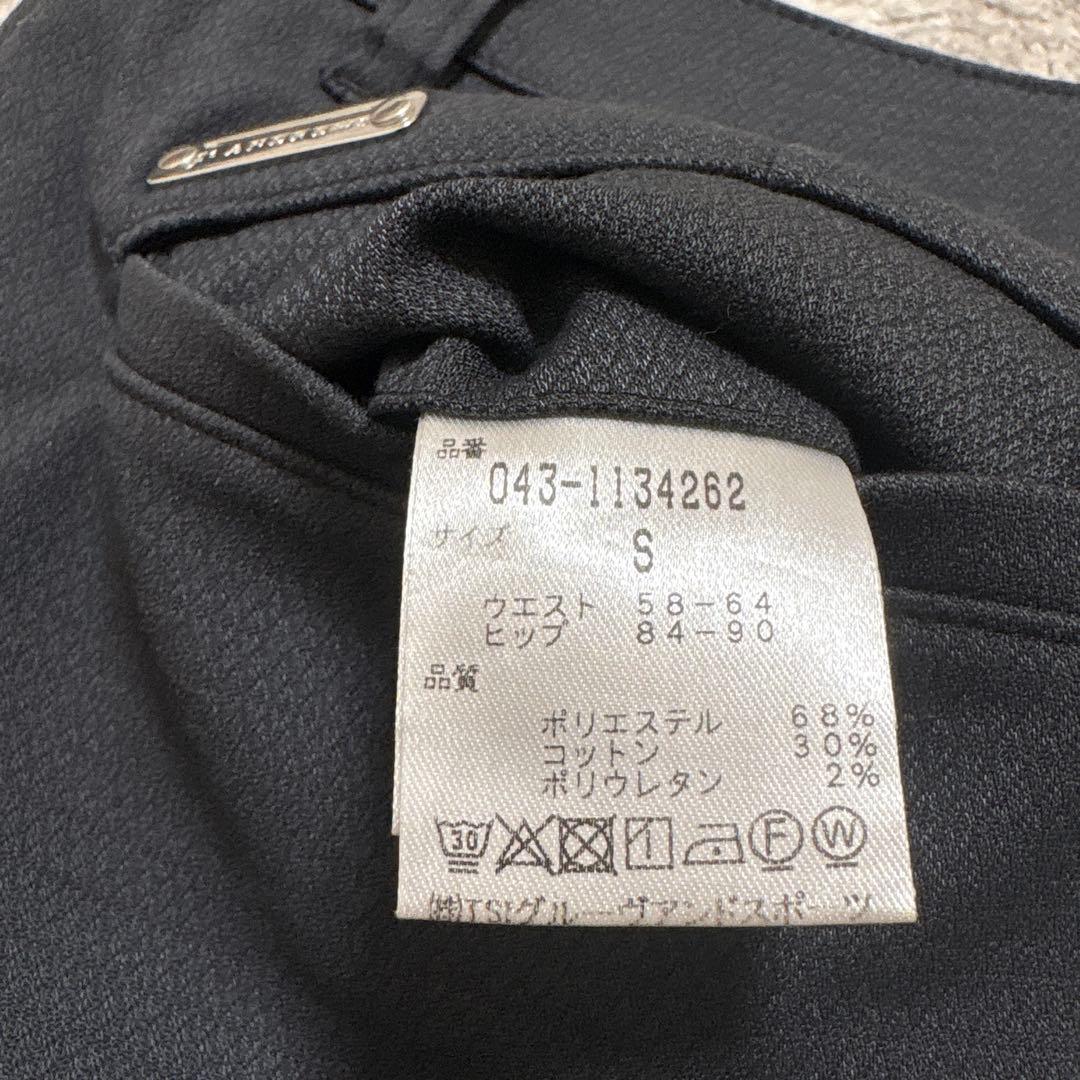 品番
043-1134262
サイズ S
ウエスト 58-64
ヒップ 84-90
品質
ポリエステル 68%
コットン 30%
ポリウレタン 2%
30 1 F W
(株)TSIグルーヴアンドスポーツ